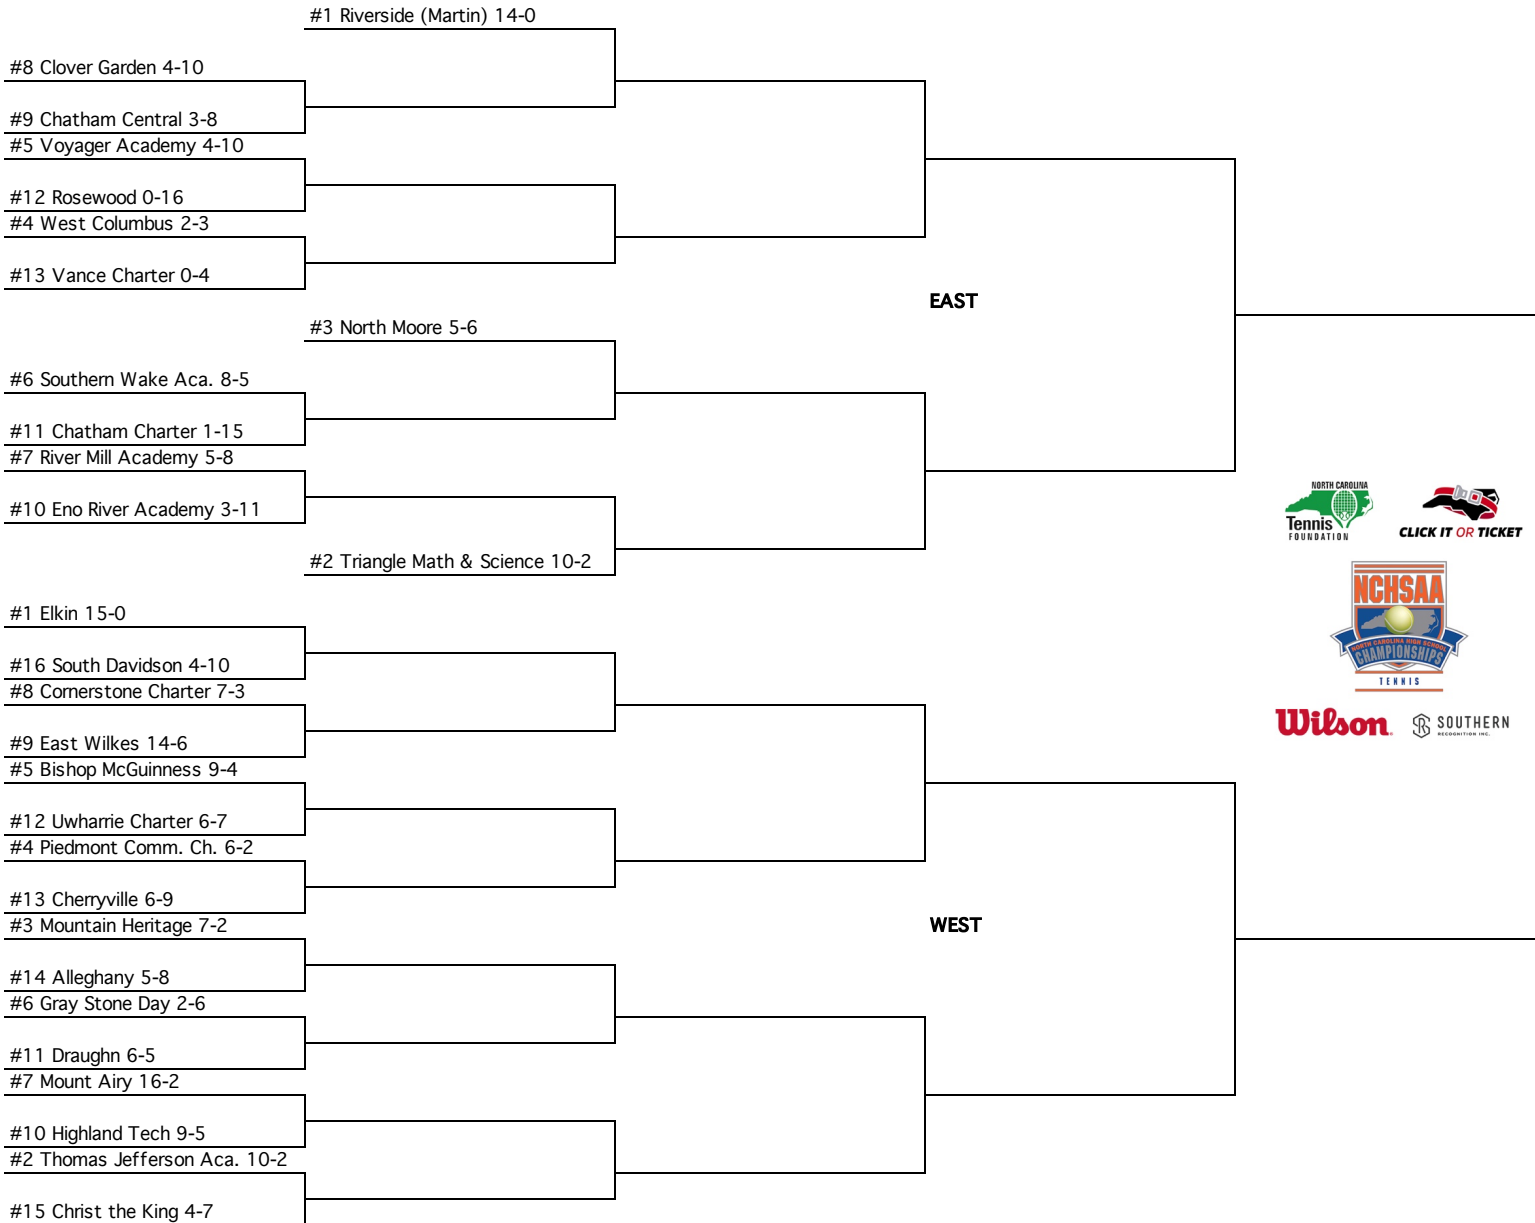 #1 Riverside (Martin) 14-0
#8 Clover Garden 4-10
#9 Chatham Central 3-8
#5 Voyager Academy 4-10
#12 Rosewood 0-16
#4 West Columbus 2-3
#13 Vance Charter 0-4
EAST
#3 North Moore 5-6
#6 Southern Wake Aca. 8-5
#11 Chatham Charter 1-15
#7 River Mill Academy 5-8
#10 Eno River Academy 3-11
#2 Triangle Math & Science 10-2
NORTH CAROLINA
Tennis
FOUNDATION
CLICK IT OR TICKET
NCHSAA
NORTH CAROLINA HIGH SCHOOL
CHAMPIONSHIPS
TENNIS
Wilson
SR SOUTHERN
RECOGNITION INC.
#1 Elkin 15-0
#16 South Davidson 4-10
#8 Cornerstone Charter 7-3
#9 East Wilkes 14-6
#5 Bishop McGuinness 9-4
#12 Uwharrie Charter 6-7
#4 Piedmont Comm. Ch. 6-2
#13 Cherryville 6-9
#3 Mountain Heritage 7-2
WEST
#14 Alleghany 5-8
#6 Gray Stone Day 2-6
#11 Draughn 6-5
#7 Mount Airy 16-2
#10 Highland Tech 9-5
#2 Thomas Jefferson Aca. 10-2
#15 Christ the King 4-7